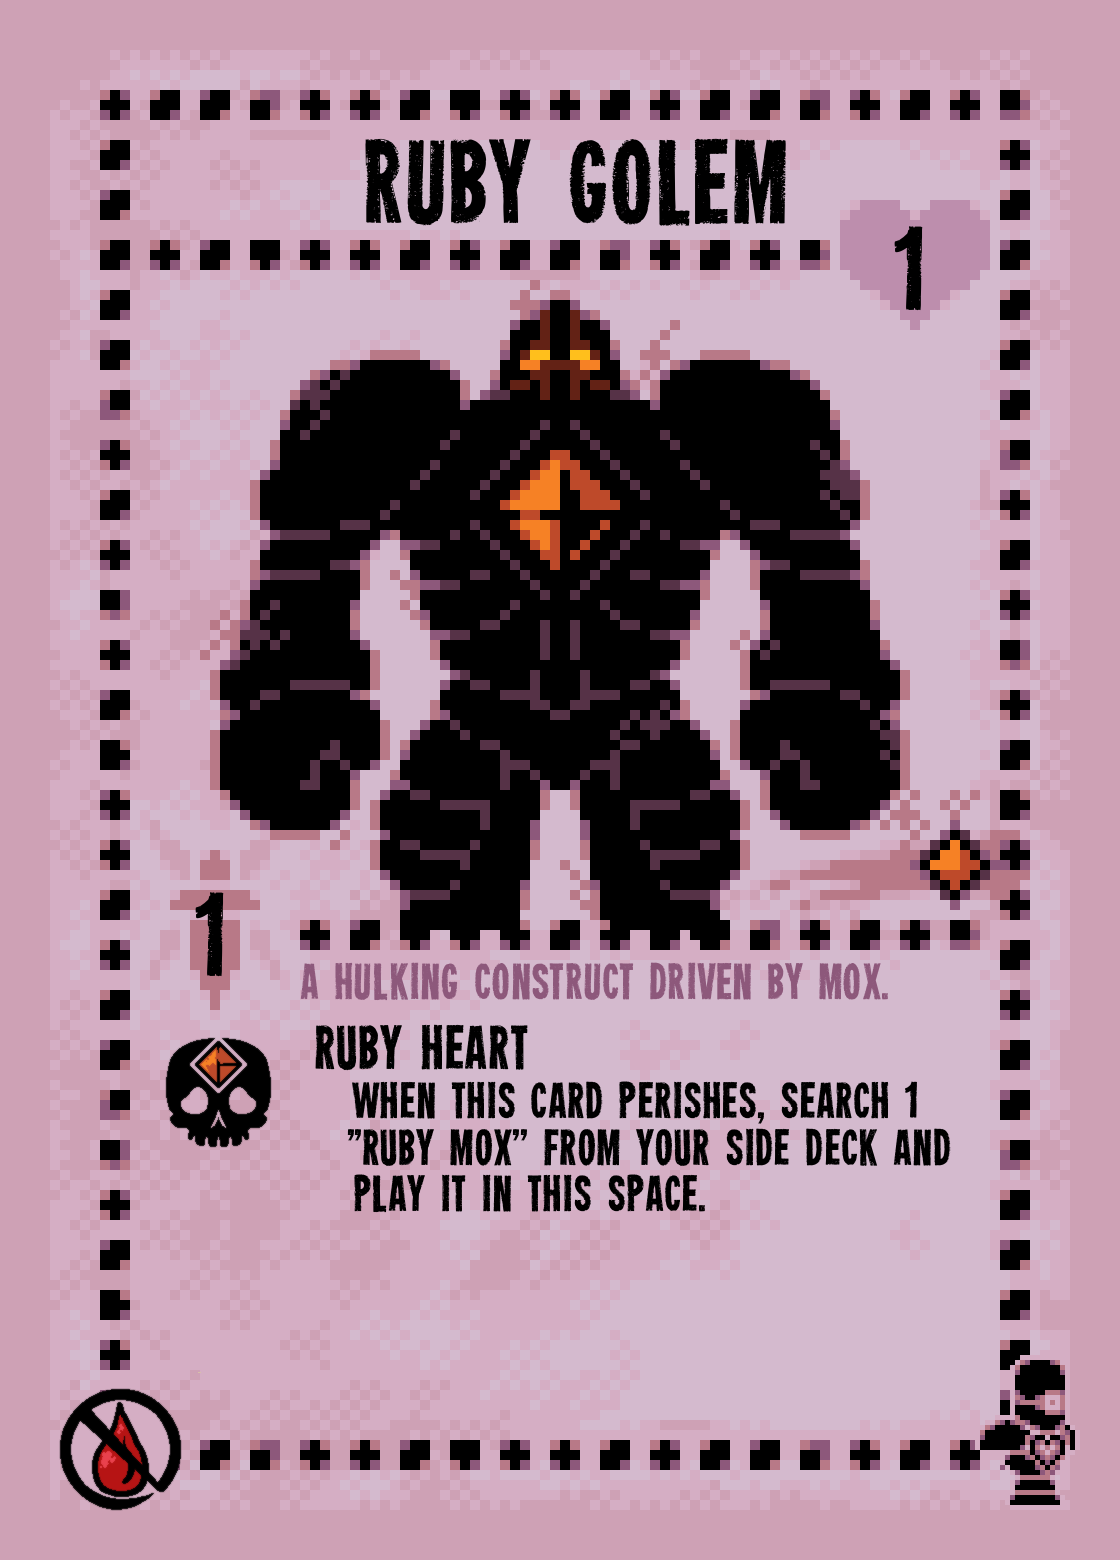 RUBY GOLEM
1
1
A HULKING CONSTRUCT DRIVEN BY MOX.
RUBY HEART
WHEN THIS CARD PERISHES, SEARCH 1
"RUBY MOX" FROM YOUR SIDE DECK AND
PLAY IT IN THIS SPACE.